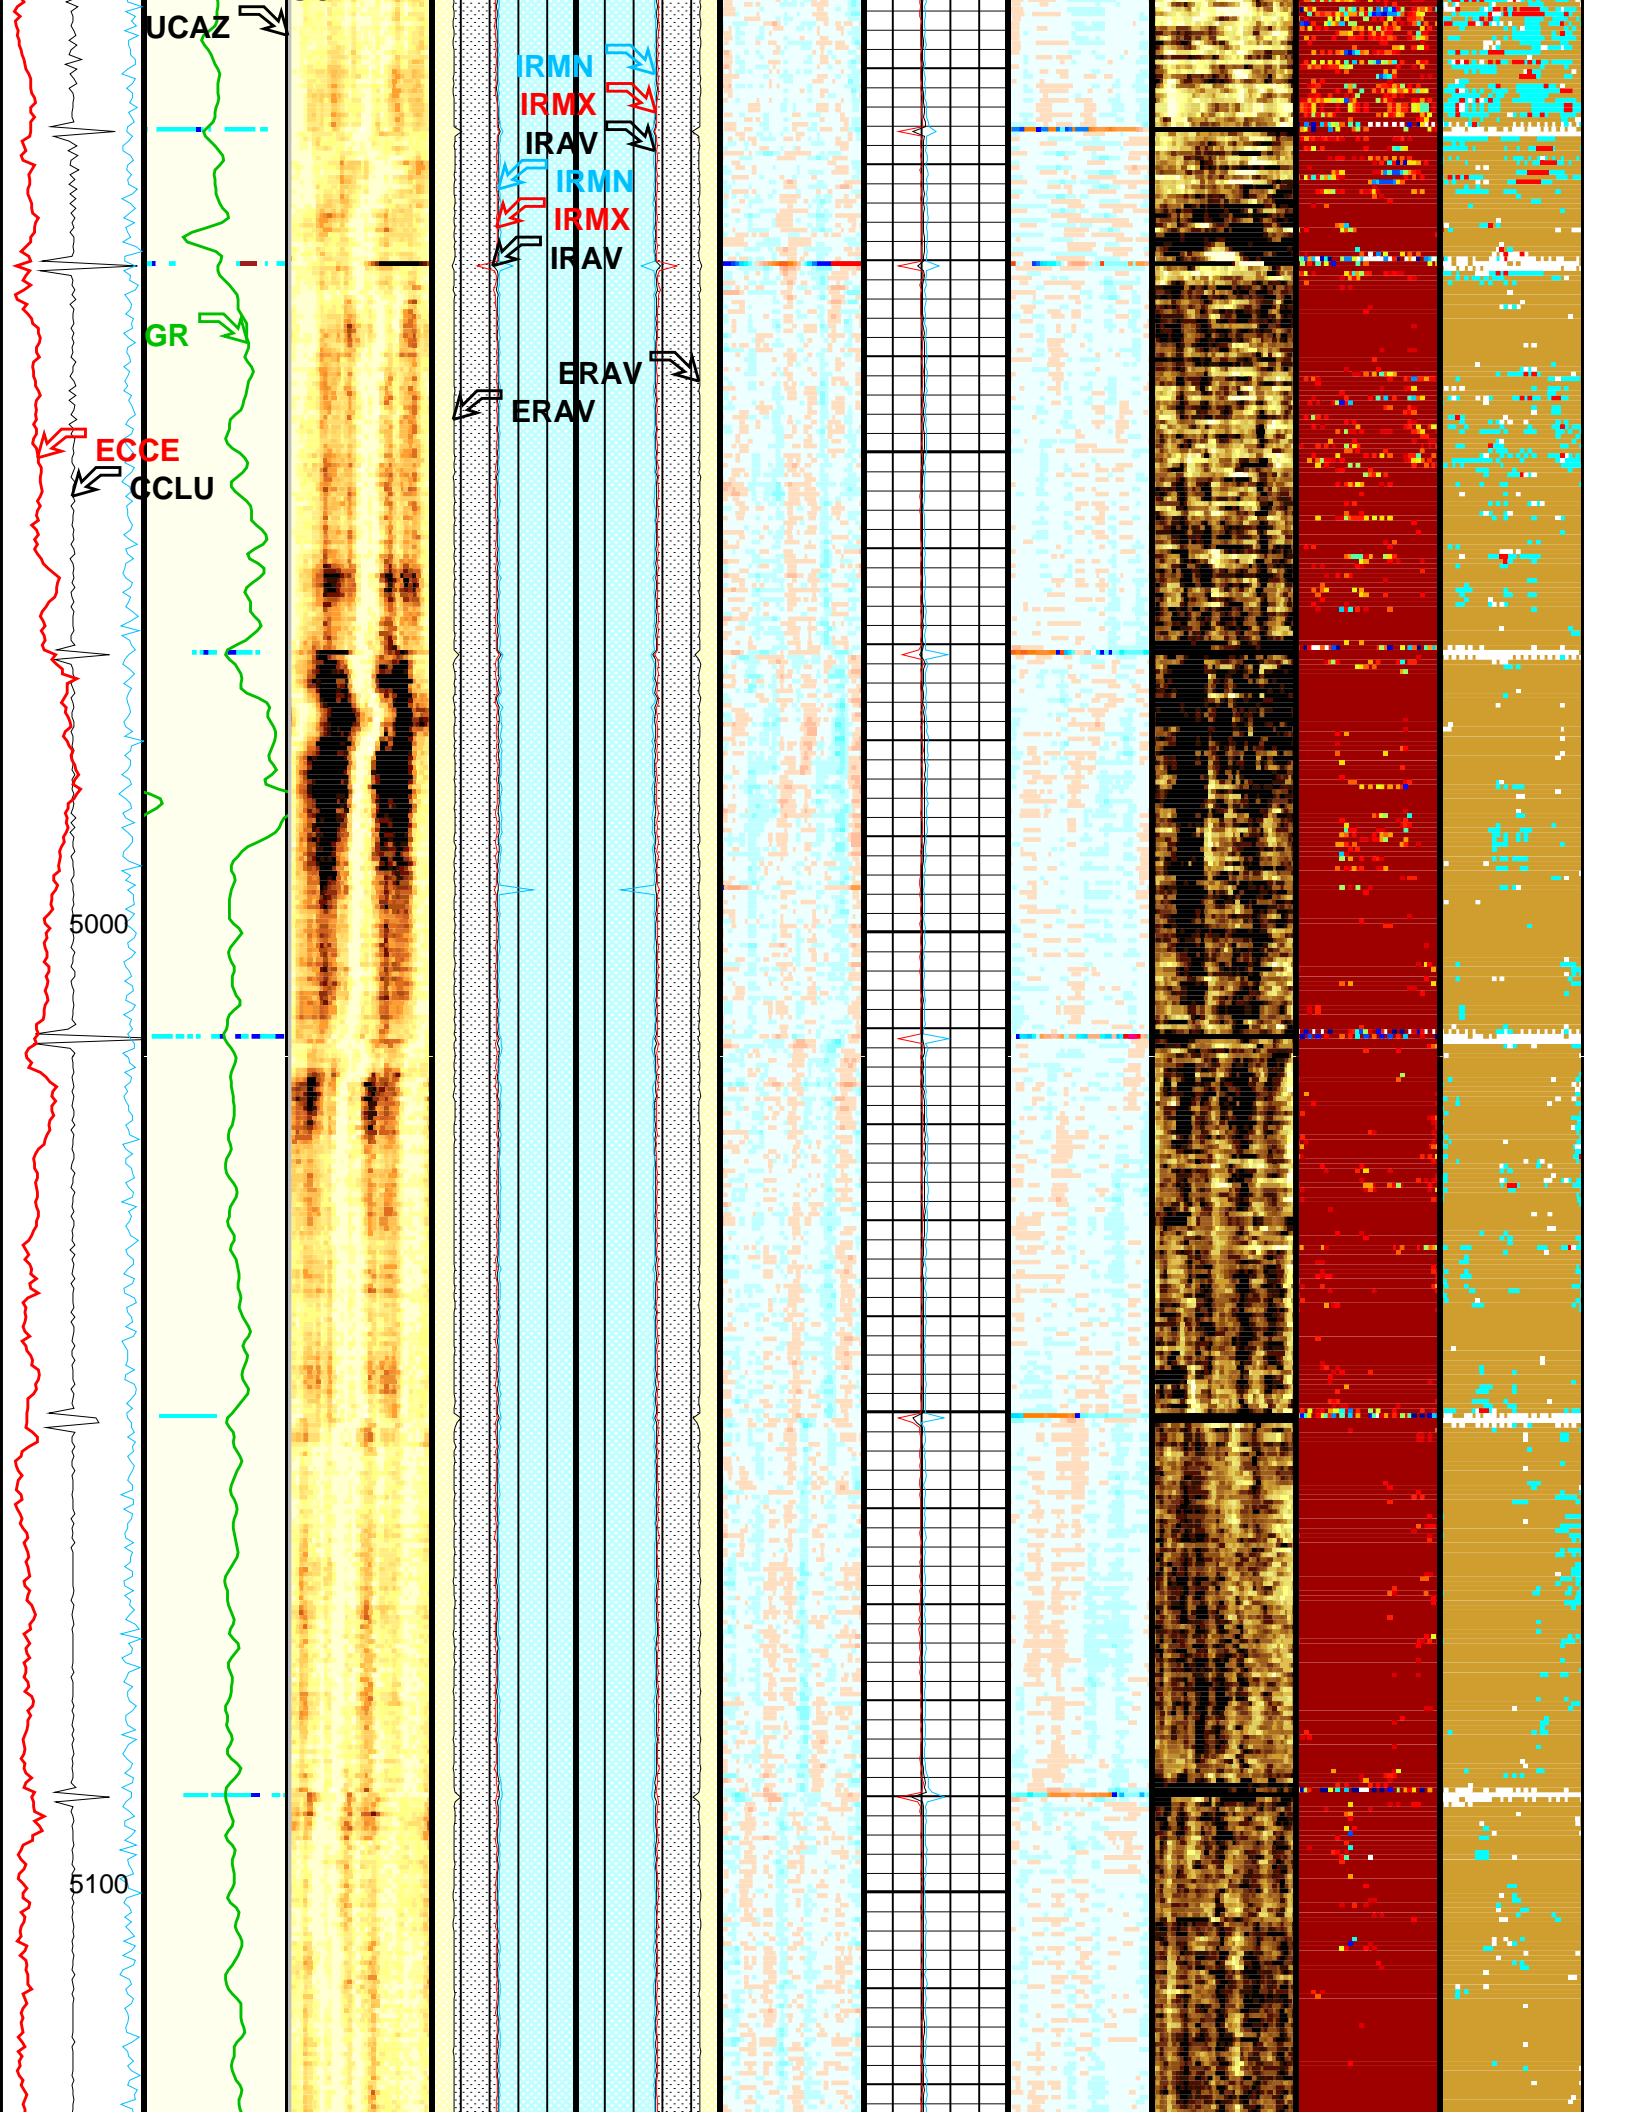 UCAZ
IRMN
IRMX
IRAV
IRMN
IRMX
IRAV
GR
ERAV
ERAV
ECCE
CCLU
5000
5100